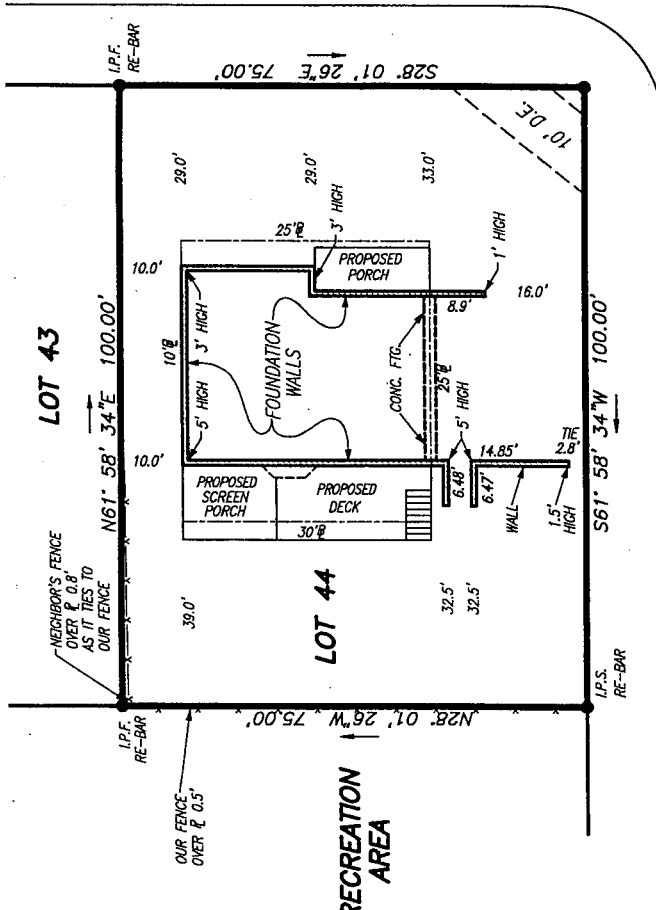 I.P.F.
RE-BAR
S28° 01' 26"E 75.00'
10' D.E.
29.0'
29.0'
33.0'
25' ℞
3' HIGH
PROPOSED
PORCH
1' HIGH
8.9'
16.0'
10.0'
3' HIGH
10' ℞
5' HIGH
FOUNDATION
WALLS
CONC. FTG.
25' ℞
5' HIGH
14.85'
TIE
2.8'
6.48'
6.47'
WALL
1.5'
HIGH
10.0'
PROPOSED
SCREEN
PORCH
PROPOSED
DECK
30' ℞
LOT 43
N61° 58' 34"E 100.00'
S61° 58' 34"W 100.00'
39.0'
LOT 44
32.5'
32.5'
NEIGHBOR'S FENCE
OVER ℞ 0.8'
AS IT TIES TO
OUR FENCE
I.P.F.
RE-BAR
N28° 01' 26"W 75.00'
I.P.S.
RE-BAR
OUR FENCE
OVER ℞ 0.5'
RECREATION
AREA